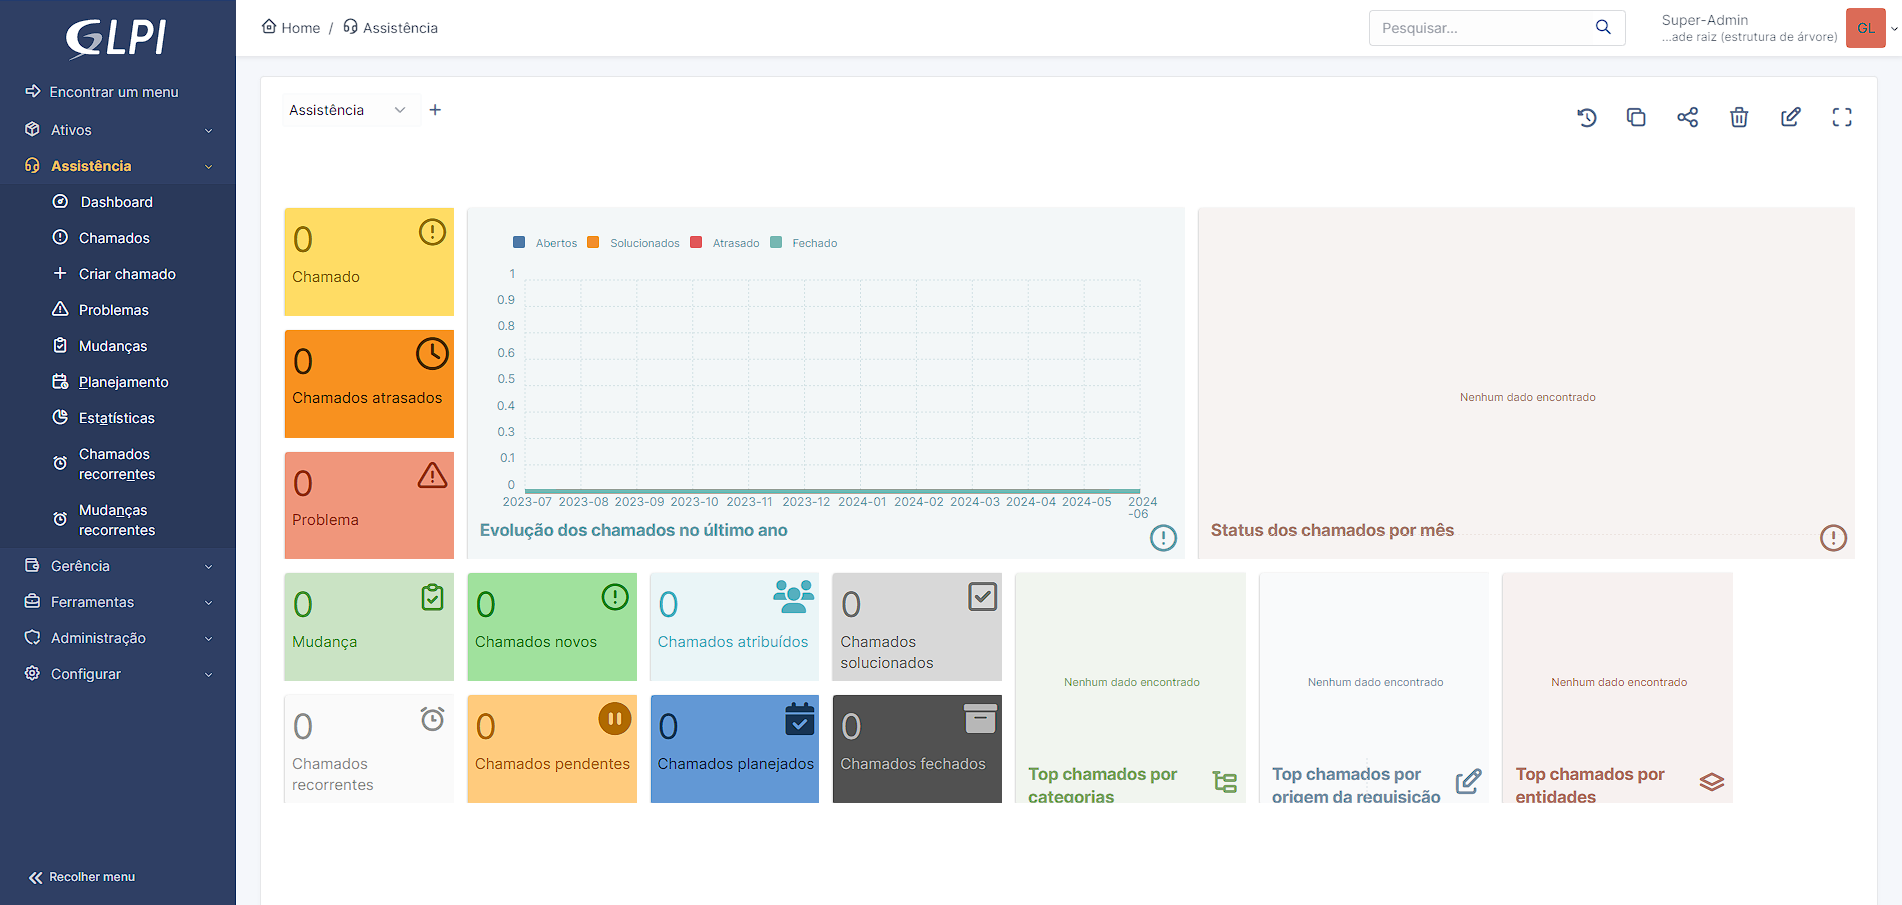 GLPI
Encontrar um menu
Ativos
Assistência
Dashboard
Chamados
Criar chamado
Problemas
Mudanças
Planejamento
Estatísticas
Chamados
recorrentes
Mudanças
recorrentes
Gerência
Ferramentas
Administração
Configurar
Recolher menu
Home / Assistência
Pesquisar...
Super-Admin
...ade raiz (estrutura de árvore)
GL
Assistência
0
Chamado
0
Chamados atrasados
0
Problema
Abertos Solucionados Atrasado Fechado
1
0.9
0.8
0.6
0.5
0.4
0.3
0.1
0
2023-07 2023-08 2023-09 2023-10 2023-11 2023-12 2024-01 2024-02 2024-03 2024-04 2024-05 2024
-06
Evolução dos chamados no último ano
Nenhum dado encontrado
Status dos chamados por mês
0
Mudança
0
Chamados novos
0
Chamados atribuídos
0
Chamados
solucionados
0
Chamados
recorrentes
0
Chamados pendentes
0
Chamados planejados
0
Chamados fechados
Nenhum dado encontrado
Top chamados por
categorias
Nenhum dado encontrado
Top chamados por
origem da requisição
Nenhum dado encontrado
Top chamados por
entidades